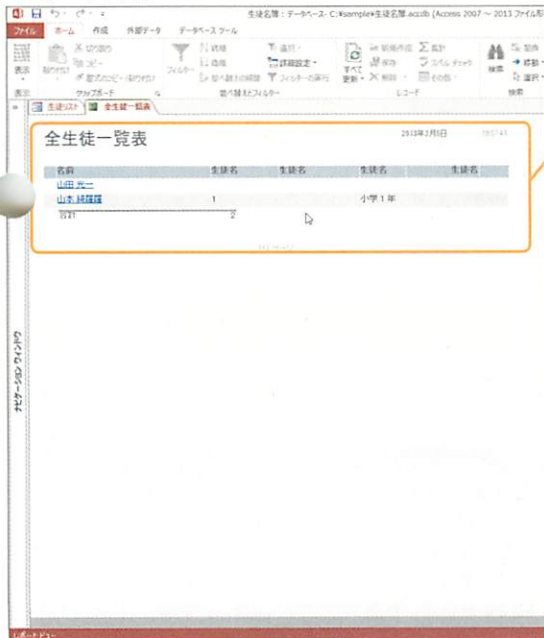 生徒名簿 : データベース- C:¥sample¥生徒名簿.accdb (Access 2007 ～ 2013 ファイル形
ファイル ホーム 作成 外部データ データベース ツール
表示 貼り付け 切り取り コピー 書式のコピー/貼り付け フィルター 昇順 降順 並べ替えの解除 選択 詳細設定 フィルターの実行 すべて更新 新規作成 保存 削除 集計 スペル チェック その他 検索 置換 移動 選択
表示 クリップボード 並べ替えとフィルター レコード 検索
生徒リスト 全生徒一覧表
全生徒一覧表 2013年2月5日
名前 生徒名 生徒名 生徒名 生徒名
山田 光一
山本 綺羅羅 1 小学1年
合計 2
ナビゲーション ウィンドウ
レポート ビュー